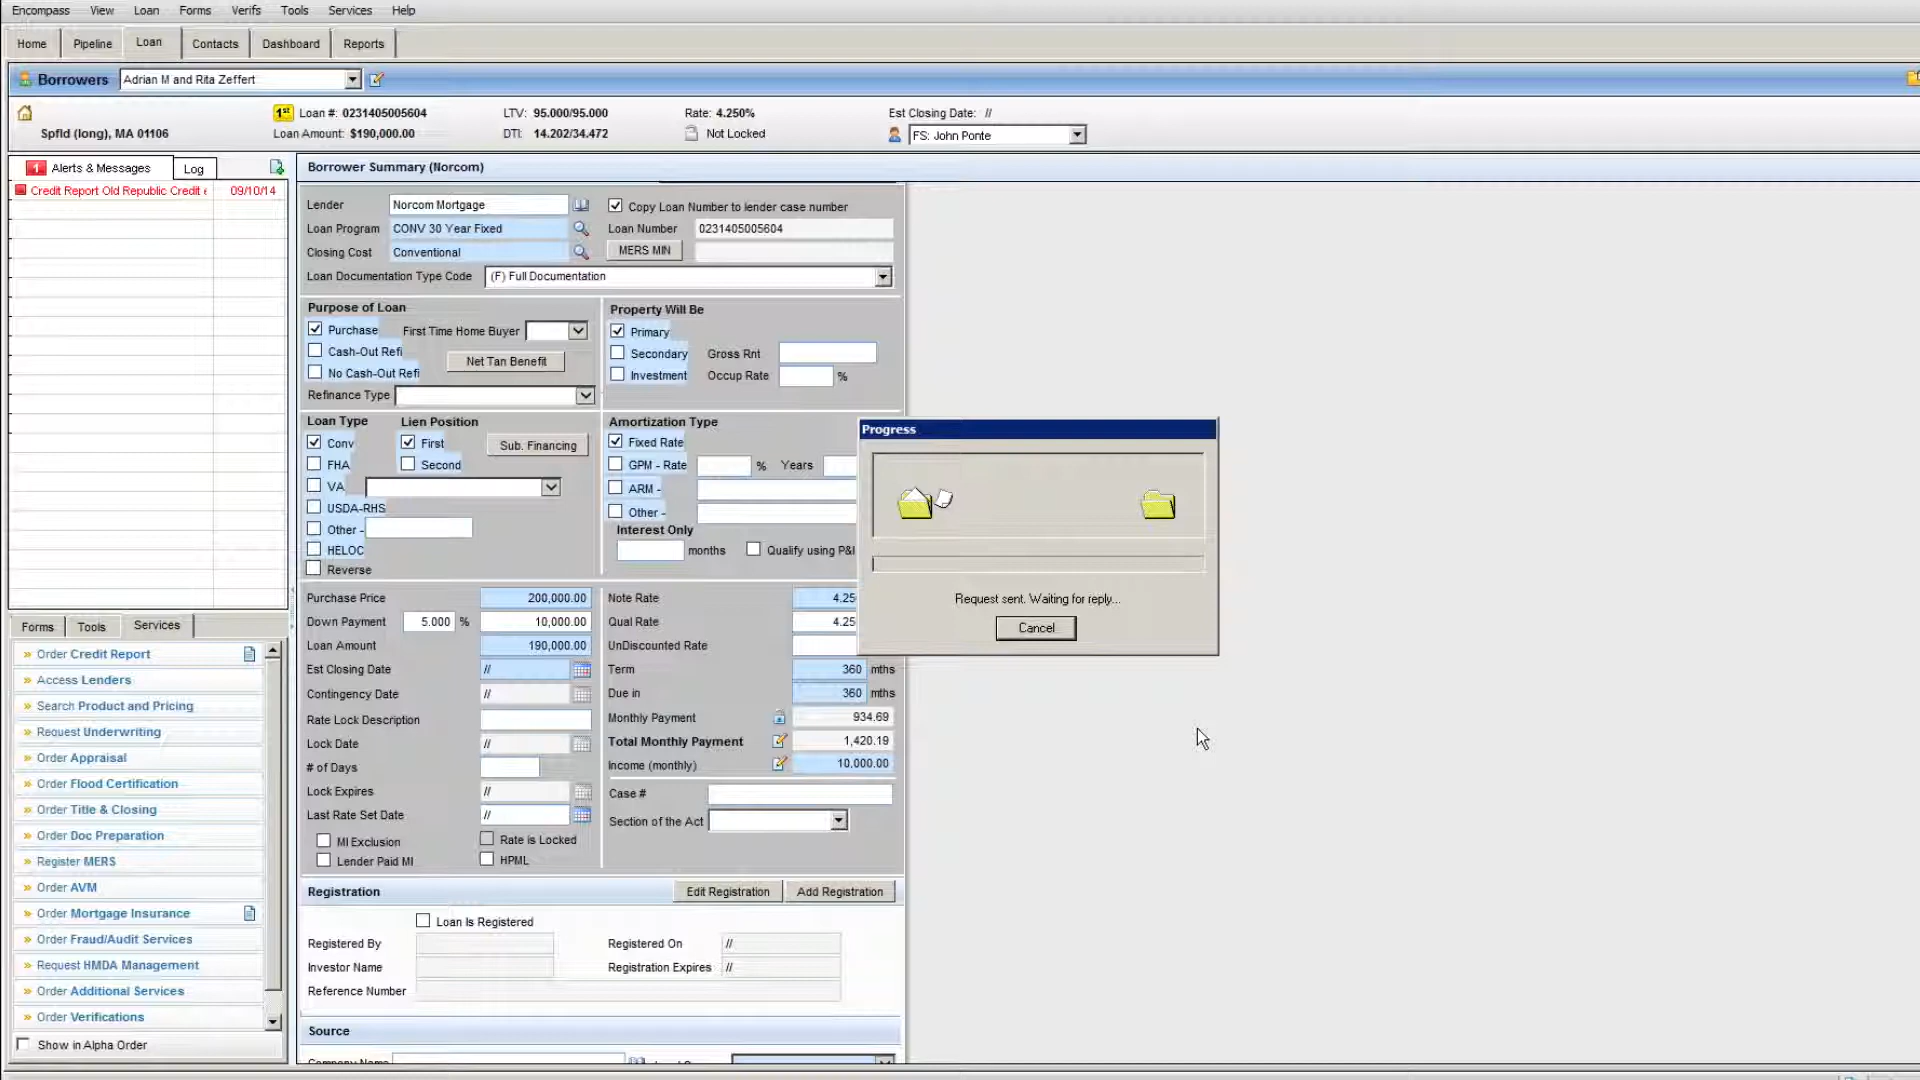 Encompass View Loan Forms Verifs Tools Services Help
Home Pipeline Loan Contacts Dashboard Reports
Borrowers Adrian M and Rita Zeffert
1st Loan #: 0231405005604 LTV: 95.000/95.000 Rate: 4.250% Est Closing Date: //
Spfld (long), MA 01106 Loan Amount: $190,000.00 DTI: 14.202/34.472 Not Locked FS: John Ponte
1 Alerts & Messages Log
Credit Report Old Republic Credit 09/10/14
Borrower Summary (Norcom)
Lender Norcom Mortgage Copy Loan Number to lender case number
Loan Program CONV 30 Year Fixed Loan Number 0231405005604
Closing Cost Conventional MERS MIN
Loan Documentation Type Code (F) Full Documentation
Purpose of Loan Property Will Be
Purchase First Time Home Buyer Primary
Cash-Out Refi Net Tan Benefit Secondary Gross Rnt
No Cash-Out Refi Investment Occup Rate %
Refinance Type
Loan Type Lien Position Amortization Type
Conv First Sub. Financing Fixed Rate
FHA Second GPM - Rate % Years
VA ARM -
USDA-RHS Other -
Other - Interest Only
HELOC months Qualify using P&I
Reverse
Purchase Price 200,000.00 Note Rate 4.25
Down Payment 5.000 % 10,000.00 Qual Rate 4.25
Loan Amount 190,000.00 UnDiscounted Rate
Est Closing Date // Term 360 mths
Contingency Date // Due in 360 mths
Rate Lock Description Monthly Payment 934.69
Lock Date // Total Monthly Payment 1,420.19
# of Days Income (monthly) 10,000.00
Lock Expires // Case #
Last Rate Set Date // Section of the Act
MI Exclusion Rate is Locked
Lender Paid MI HPML
Registration Edit Registration Add Registration
Loan Is Registered
Registered By Registered On //
Investor Name Registration Expires //
Reference Number
Source
Company Name
Progress
Request sent. Waiting for reply...
Cancel
Forms Tools Services
» Order Credit Report
» Access Lenders
» Search Product and Pricing
» Request Underwriting
» Order Appraisal
» Order Flood Certification
» Order Title & Closing
» Order Doc Preparation
» Register MERS
» Order AVM
» Order Mortgage Insurance
» Order Fraud/Audit Services
» Request HMDA Management
» Order Additional Services
» Order Verifications
Show in Alpha Order